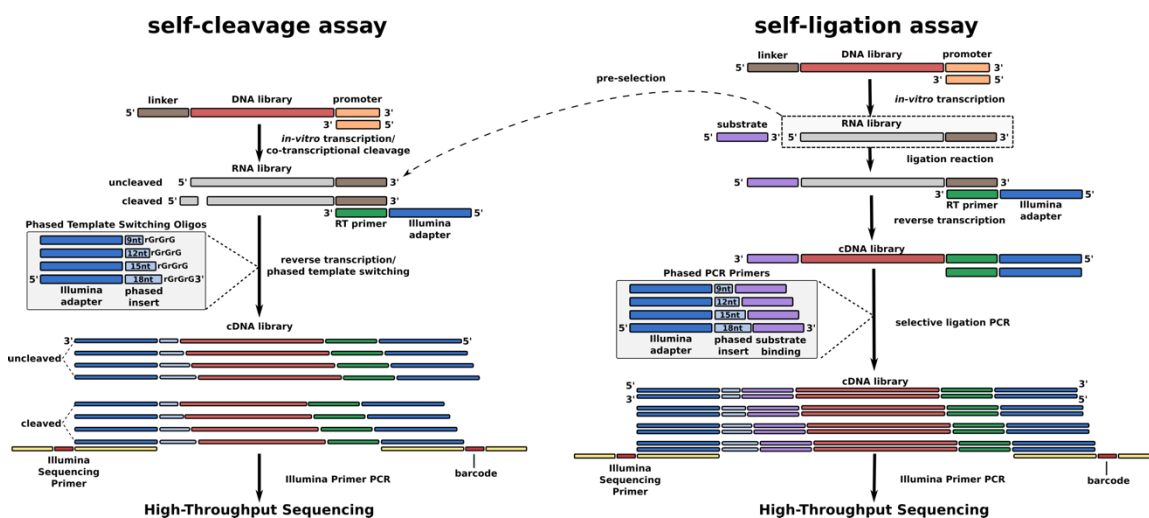 self-cleavage assay
linker
DNA library
promoter
5'
3'
3'
5'
in-vitro transcription/
co-transcriptional cleavage
RNA library
uncleaved
5'
3'
cleaved
5'
3'
3'
5'
RT primer
Illumina
adapter
Phased Template Switching Oligos
9nt rGrGrG
12nt rGrGrG
15nt rGrGrG
5' 18nt rGrGrG3'
Illumina
adapter
phased
insert
reverse transcription/
phased template switching
cDNA library
3'
5'
uncleaved
cleaved
Illumina
Sequencing
Primer
barcode
Illumina Primer PCR
High-Throughput Sequencing
self-ligation assay
linker
DNA library
promoter
5'
3'
3'
5'
pre-selection
in-vitro transcription
substrate
RNA library
5'
3'
5'
3'
ligation reaction
5'
3'
3'
5'
RT primer
Illumina
adapter
reverse transcription
cDNA library
3'
5'
Phased PCR Primers
9nt
12nt
15nt
5'
18nt
3'
Illumina
adapter
phased
insert
substrate
binding
selective ligation PCR
cDNA library
5'
3'
3'
5'
Illumina
Sequencing
Primer
barcode
Illumina Primer PCR
High-Throughput Sequencing